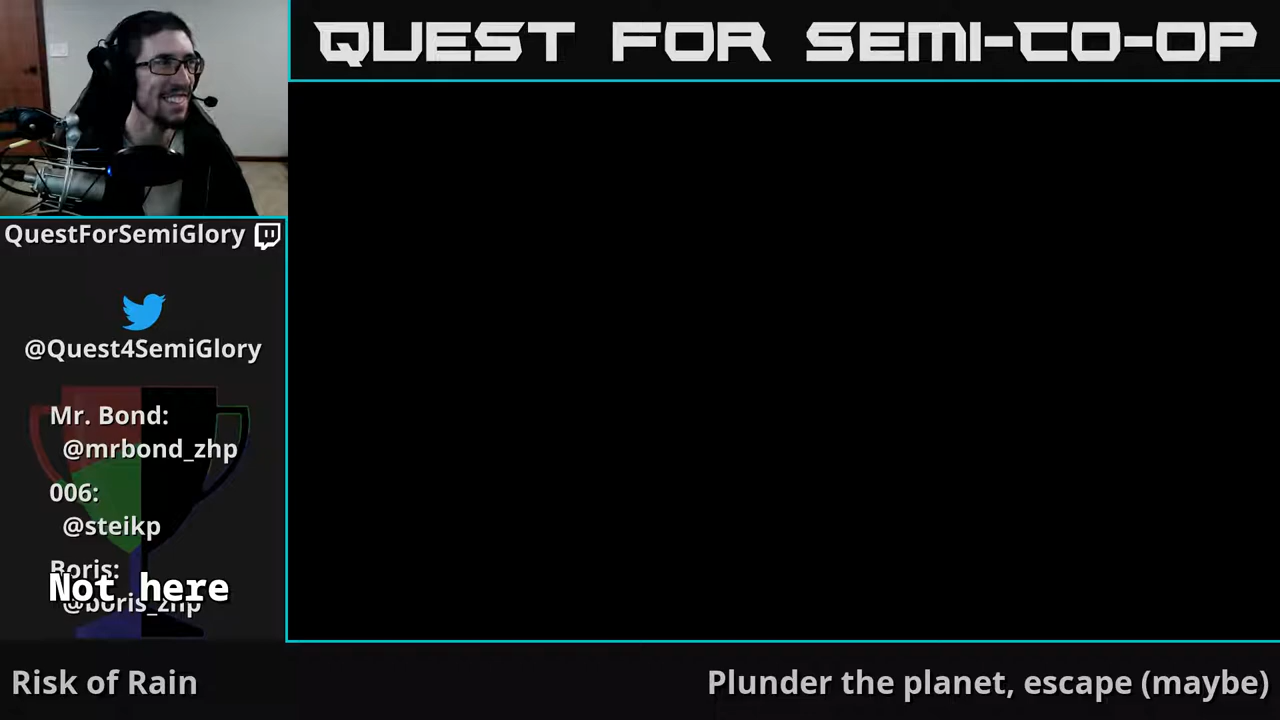 QUEST FOR SEMI-CO-OP
QuestForSemiGlory
@Quest4SemiGlory
Mr. Bond:
@mrbond_zhp
006:
@steikp
Boris:
Not here
@boris_zhp
Risk of Rain
Plunder the planet, escape (maybe)